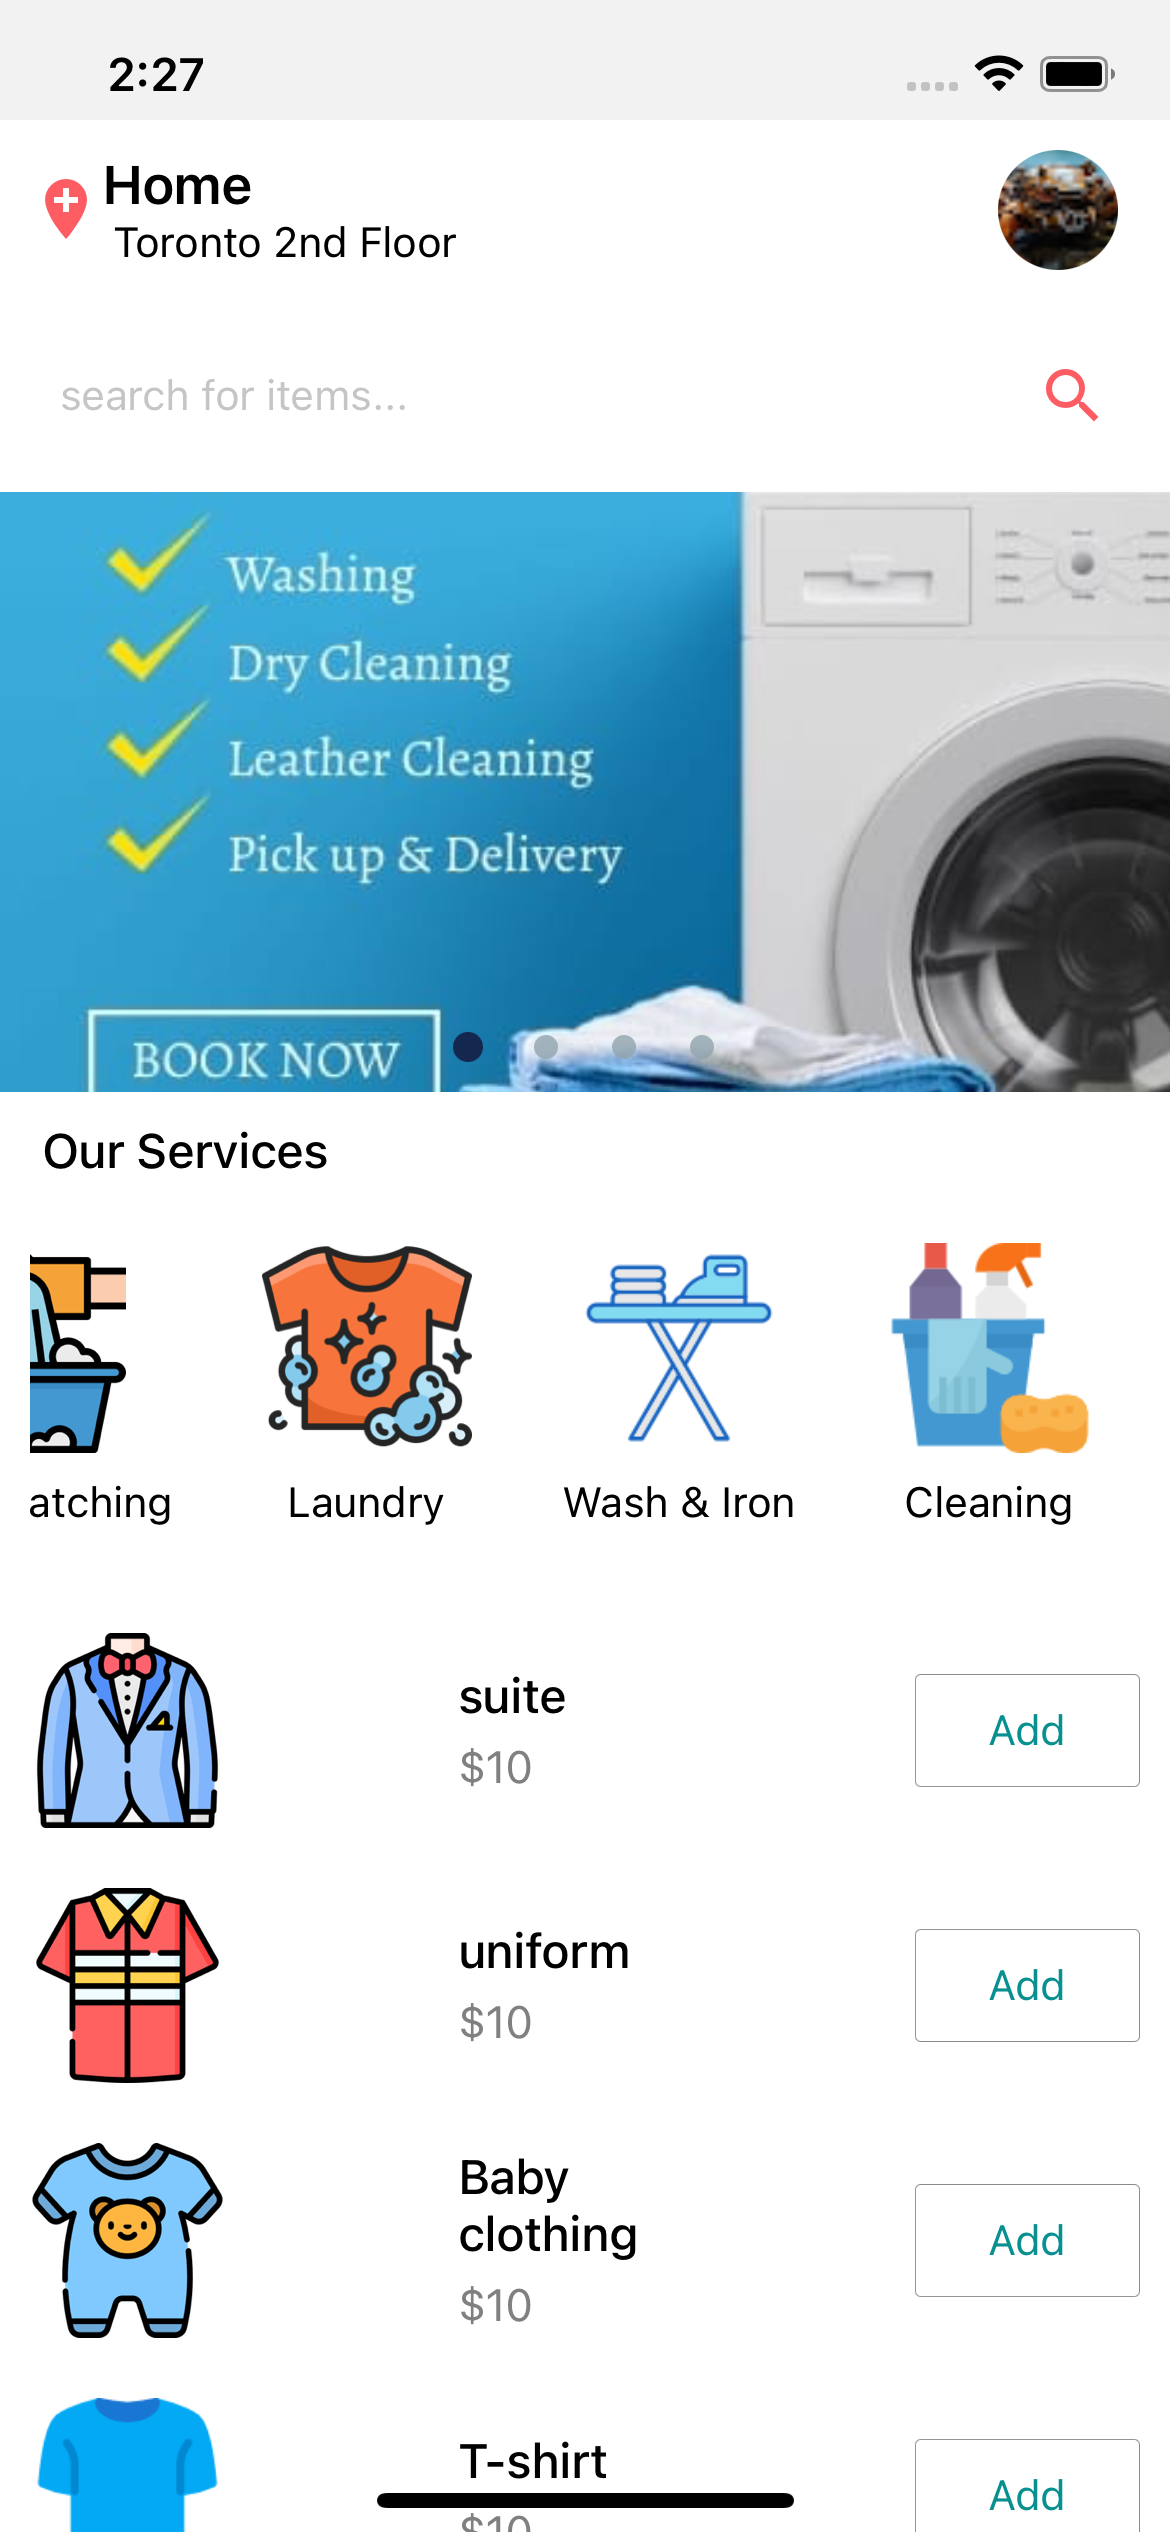 2:27
Home
Toronto 2nd Floor
search for items...
Washing
Dry Cleaning
Leather Cleaning
Pick up & Delivery
BOOK NOW
Our Services
atching
Laundry
Wash & Iron
Cleaning
suite
$10
Add
uniform
$10
Add
Baby
clothing
$10
Add
T-shirt
$10
Add